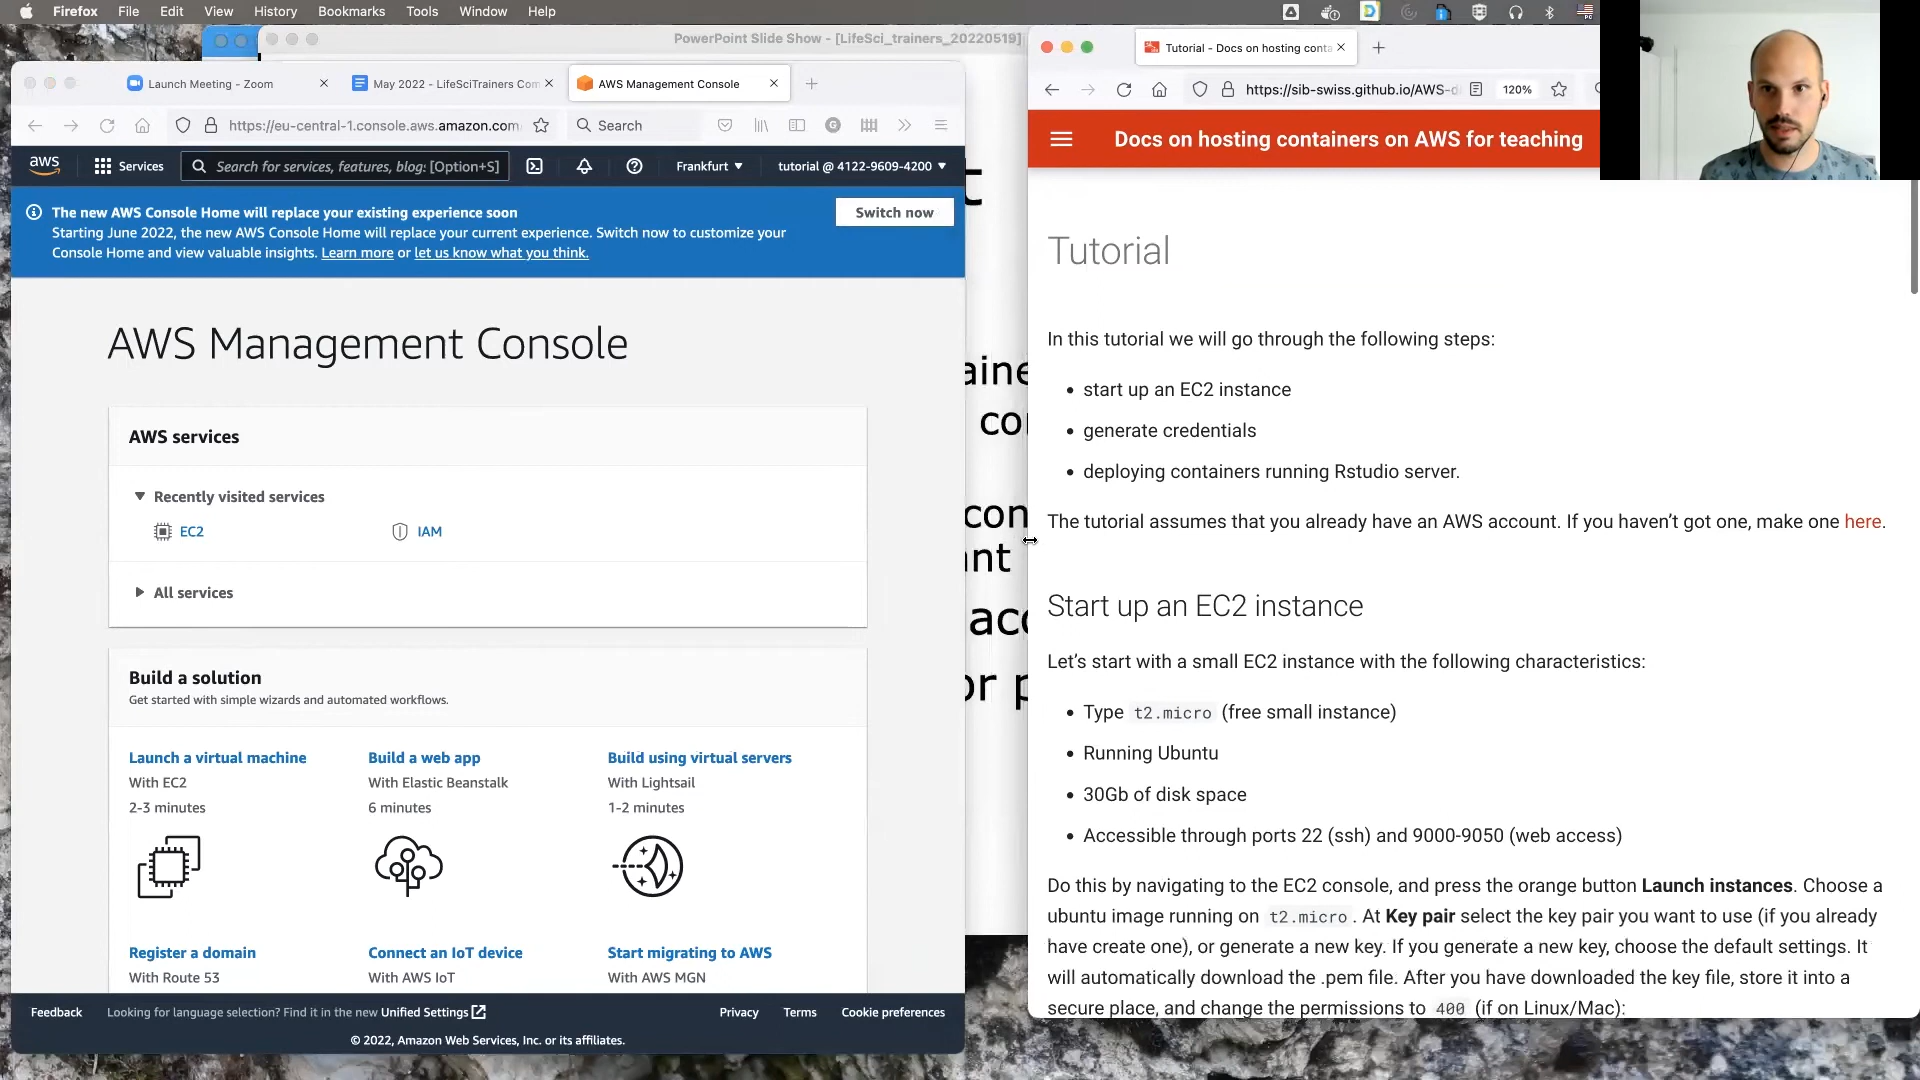 Firefox File Edit View History Bookmarks Tools Window Help
PowerPoint Slide Show - [LifeSci_trainers_20220519]
Launch Meeting - Zoom
May 2022 - LifeSciTrainers Com
AWS Management Console
https://eu-central-1.console.aws.amazon.com
Search
aws
Services
Search for services, features, blog: [Option+S]
Frankfurt
tutorial @ 4122-9609-4200
The new AWS Console Home will replace your existing experience soon
Starting June 2022, the new AWS Console Home will replace your current experience. Switch now to customize your
Console Home and view valuable insights. Learn more or let us know what you think.
Switch now
AWS Management Console
AWS services
Recently visited services
EC2
IAM
All services
Build a solution
Get started with simple wizards and automated workflows.
Launch a virtual machine
With EC2
2-3 minutes
Build a web app
With Elastic Beanstalk
6 minutes
Build using virtual servers
With Lightsail
1-2 minutes
Register a domain
With Route 53
Connect an IoT device
With AWS IoT
Start migrating to AWS
With AWS MGN
Feedback
Looking for language selection? Find it in the new Unified Settings
Privacy
Terms
Cookie preferences
© 2022, Amazon Web Services, Inc. or its affiliates.
Tutorial - Docs on hosting conta
https://sib-swiss.github.io/AWS-d
120%
Docs on hosting containers on AWS for teaching
Tutorial
In this tutorial we will go through the following steps:
• start up an EC2 instance
• generate credentials
• deploying containers running Rstudio server.
The tutorial assumes that you already have an AWS account. If you haven't got one, make one here.
Start up an EC2 instance
Let's start with a small EC2 instance with the following characteristics:
• Type t2.micro (free small instance)
• Running Ubuntu
• 30Gb of disk space
• Accessible through ports 22 (ssh) and 9000-9050 (web access)
Do this by navigating to the EC2 console, and press the orange button Launch instances. Choose a
ubuntu image running on t2.micro. At Key pair select the key pair you want to use (if you already
have create one), or generate a new key. If you generate a new key, choose the default settings. It
will automatically download the .pem file. After you have downloaded the key file, store it into a
secure place, and change the permissions to 400 (if on Linux/Mac):